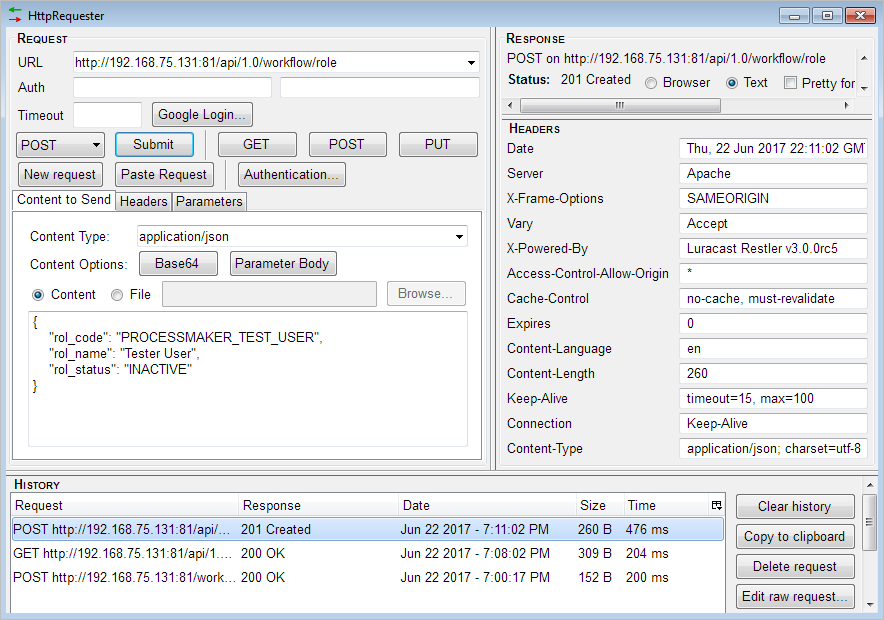 HttpRequester
REQUEST
URL http://192.168.75.131:81/api/1.0/workflow/role
Auth
Timeout Google Login...
POST Submit GET POST PUT
New request Paste Request Authentication...
Content to Send Headers Parameters
Content Type: application/json
Content Options: Base64 Parameter Body
Content File Browse...
{
"rol_code": "PROCESSMAKER_TEST_USER",
"rol_name": "Tester User",
"rol_status": "INACTIVE"
}
RESPONSE
POST on http://192.168.75.131:81/api/1.0/workflow/role
Status: 201 Created Browser Text Pretty for
HEADERS
Date Thu, 22 Jun 2017 22:11:02 GMT
Server Apache
X-Frame-Options SAMEORIGIN
Vary Accept
X-Powered-By Luracast Restler v3.0.0rc5
Access-Control-Allow-Origin *
Cache-Control no-cache, must-revalidate
Expires 0
Content-Language en
Content-Length 260
Keep-Alive timeout=15, max=100
Connection Keep-Alive
Content-Type application/json; charset=utf-8
HISTORY
Request Response Date Size Time
POST http://192.168.75.131:81/api/... 201 Created Jun 22 2017 - 7:11:02 PM 260 B 476 ms
GET http://192.168.75.131:81/api/1.... 200 OK Jun 22 2017 - 7:08:02 PM 309 B 204 ms
POST http://192.168.75.131:81/work... 200 OK Jun 22 2017 - 7:00:17 PM 152 B 200 ms
Clear history
Copy to clipboard
Delete request
Edit raw request...